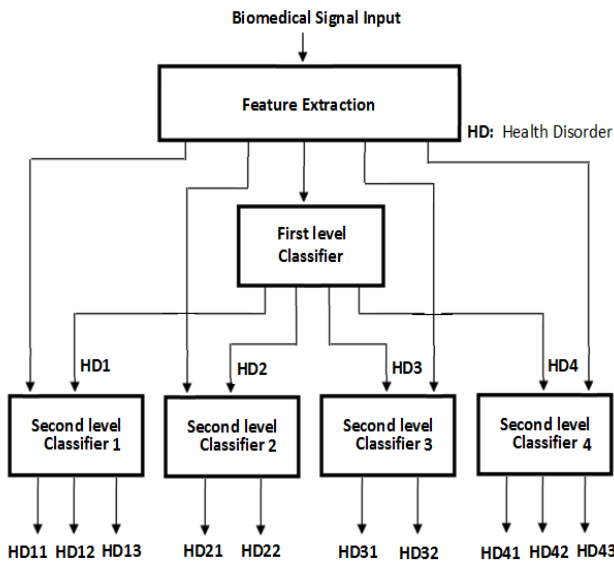 Biomedical Signal Input
Feature Extraction
HD: Health Disorder
First level
Classifier
HD1
HD2
HD3
HD4
Second level
Classifier 1
Second level
Classifier 2
Second level
Classifier 3
Second level
Classifier 4
HD11 HD12 HD13 HD21 HD22 HD31 HD32 HD41 HD42 HD43